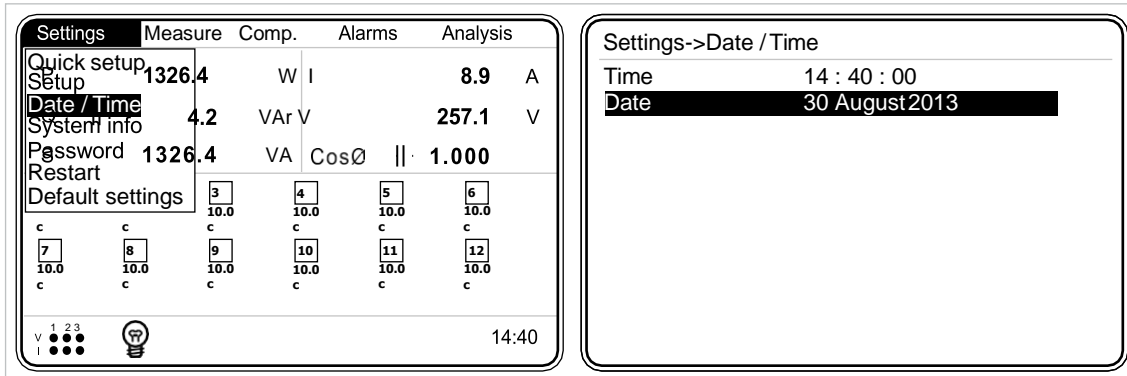 Settings Measure Comp. Alarms Analysis
Quick setup
Setup
Date / Time
System info
Password
Restart
Default settings
1326.4 W I 8.9 A
4.2 VAr V 257.1 V
1326.4 VA CosØ 1.000
3 4 5 6
10.0 10.0 10.0 10.0
c c c c c c
7 8 9 10 11 12
10.0 10.0 10.0 10.0 10.0 10.0
c c c c c c
V 1 2 3
I
14:40
Settings->Date / Time
Time 14 : 40 : 00
Date 30 August 2013